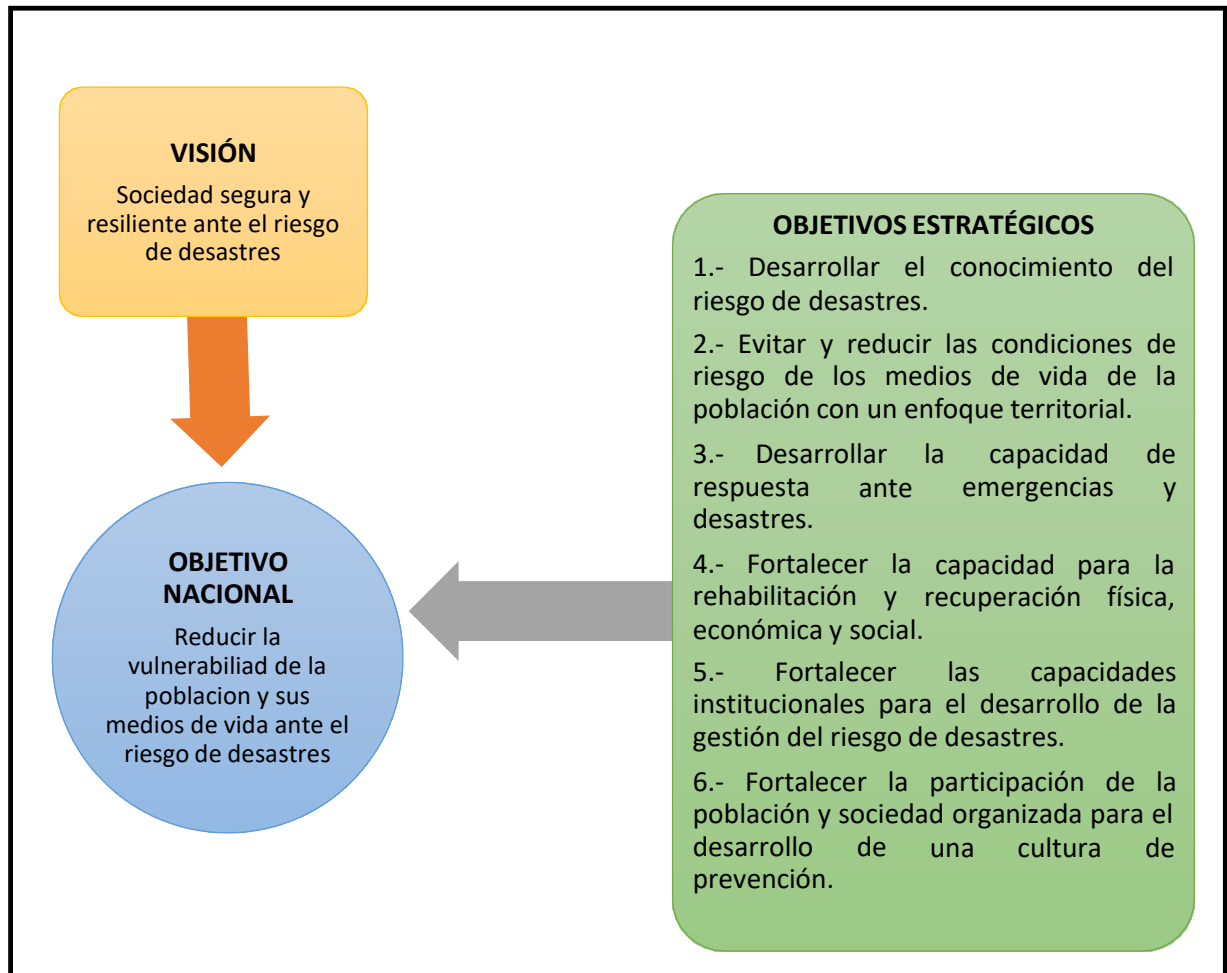 VISIÓN
Sociedad segura y
resiliente ante el riesgo
de desastres
OBJETIVO
NACIONAL
Reducir la
vulnerabiliad de la
poblacion y sus
medios de vida ante el
riesgo de desastres
OBJETIVOS ESTRATÉGICOS
1.- Desarrollar el conocimiento del
riesgo de desastres.
2.- Evitar y reducir las condiciones de
riesgo de los medios de vida de la
población con un enfoque territorial.
3.- Desarrollar la capacidad de
respuesta ante emergencias y
desastres.
4.- Fortalecer la capacidad para la
rehabilitación y recuperación física,
económica y social.
5.- Fortalecer las capacidades
institucionales para el desarrollo de la
gestión del riesgo de desastres.
6.- Fortalecer la participación de la
población y sociedad organizada para el
desarrollo de una cultura de
prevención.